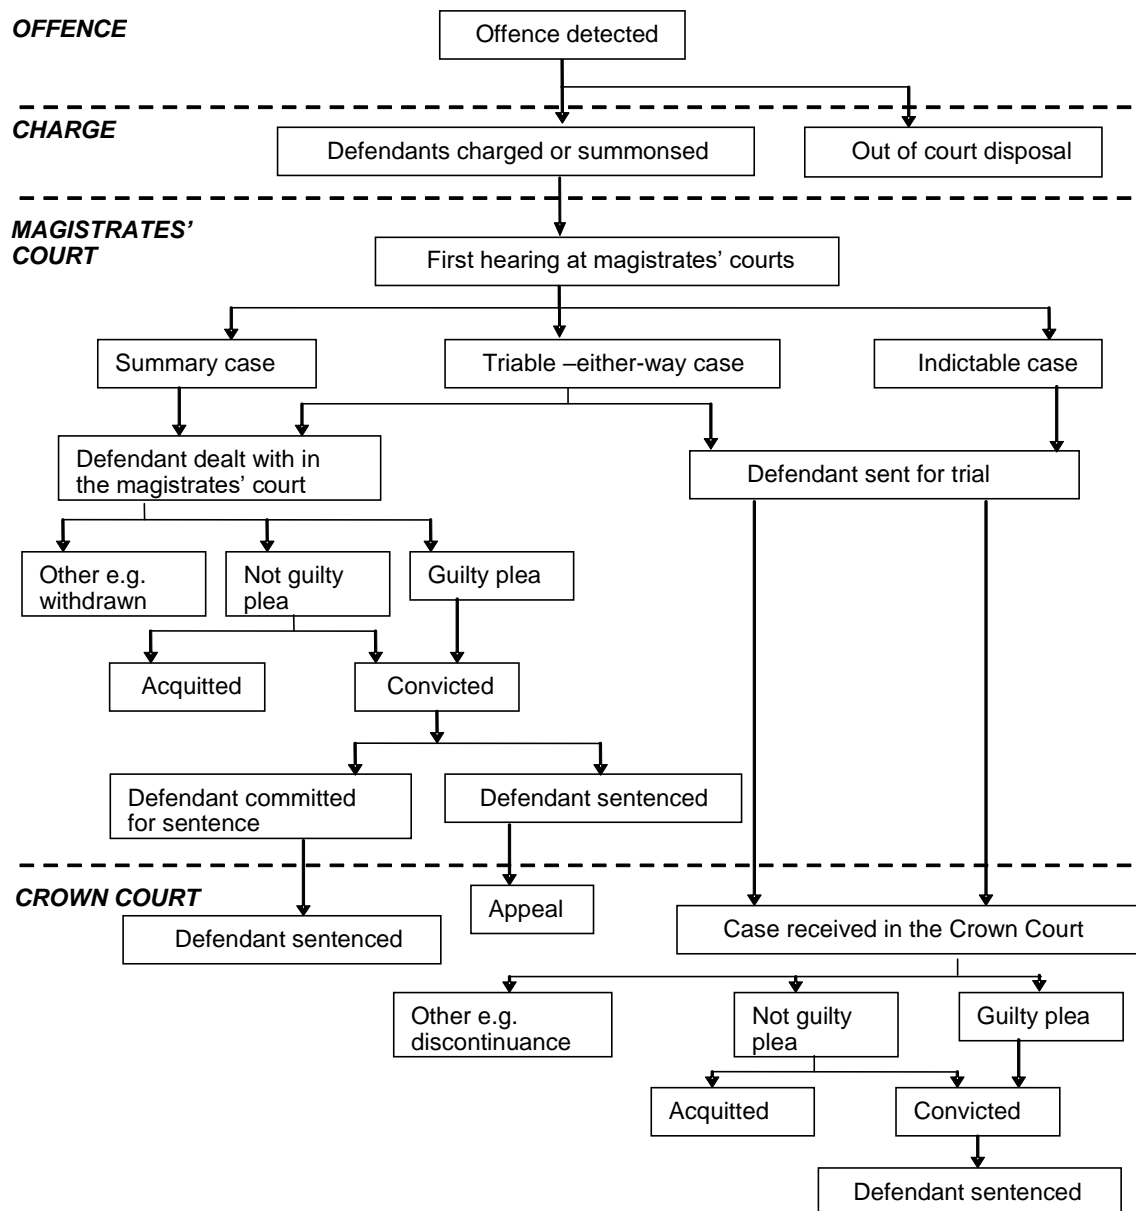 OFFENCE
Offence detected
CHARGE
Defendants charged or summonsed
Out of court disposal
MAGISTRATES'
COURT
First hearing at magistrates' courts
Summary case
Triable –either-way case
Indictable case
Defendant dealt with in
the magistrates' court
Defendant sent for trial
Other e.g.
withdrawn
Not guilty
plea
Guilty plea
Acquitted
Convicted
Defendant committed
for sentence
Defendant sentenced
CROWN COURT
Appeal
Defendant sentenced
Case received in the Crown Court
Other e.g.
discontinuance
Not guilty
plea
Guilty plea
Acquitted
Convicted
Defendant sentenced